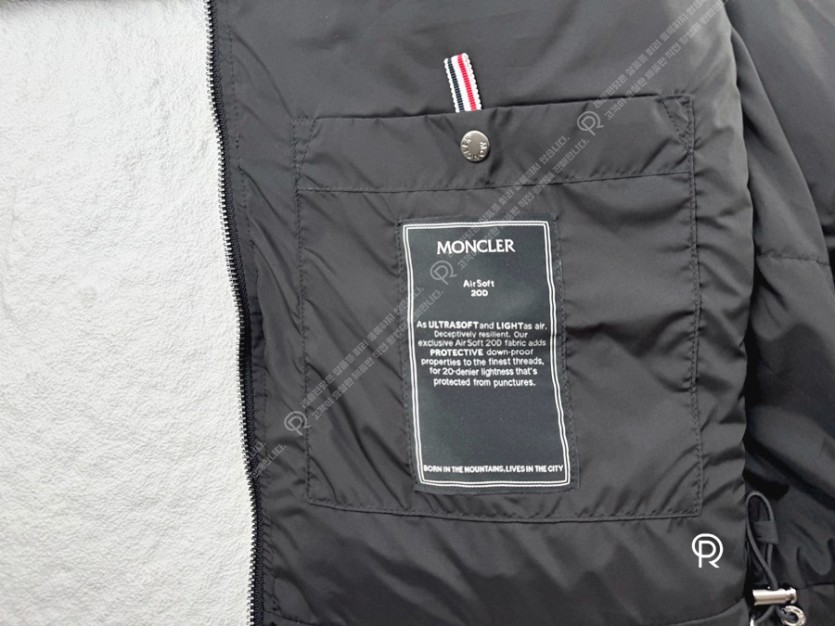 MONCLER
AirSoft
20D
As ULTRASOFT and LIGHT as air.
Deceptively resilient. Our
exclusive AirSoft 20D fabric adds
PROTECTIVE down-proof
properties to the finest threads,
for 20-denier lightness that's
protected from punctures.
BORN IN THE MOUNTAINS. LIVES IN THE CITY